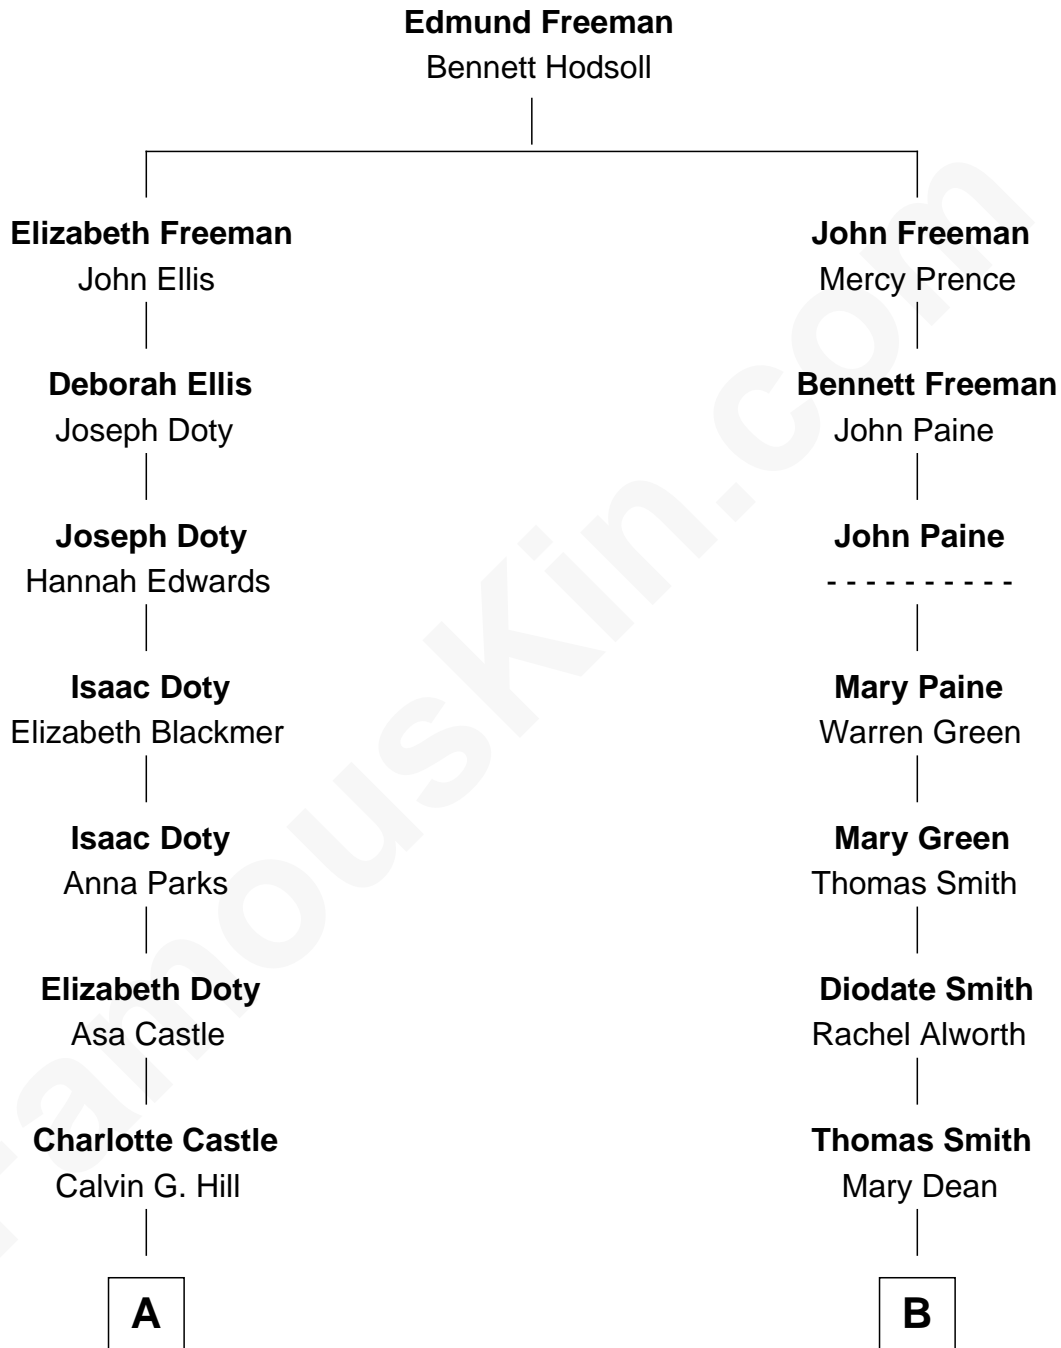 Edmund Freeman
Bennett Hodsoll
Elizabeth Freeman
John Ellis
John Freeman
Mercy Prence
Deborah Ellis
Joseph Doty
Bennett Freeman
John Paine
Joseph Doty
Hannah Edwards
John Paine
- - - - - - - - - -
Isaac Doty
Elizabeth Blackmer
Mary Paine
Warren Green
Isaac Doty
Anna Parks
Mary Green
Thomas Smith
Elizabeth Doty
Asa Castle
Diodate Smith
Rachel Alworth
Charlotte Castle
Calvin G. Hill
Thomas Smith
Mary Dean
A
B
FamousKin.com